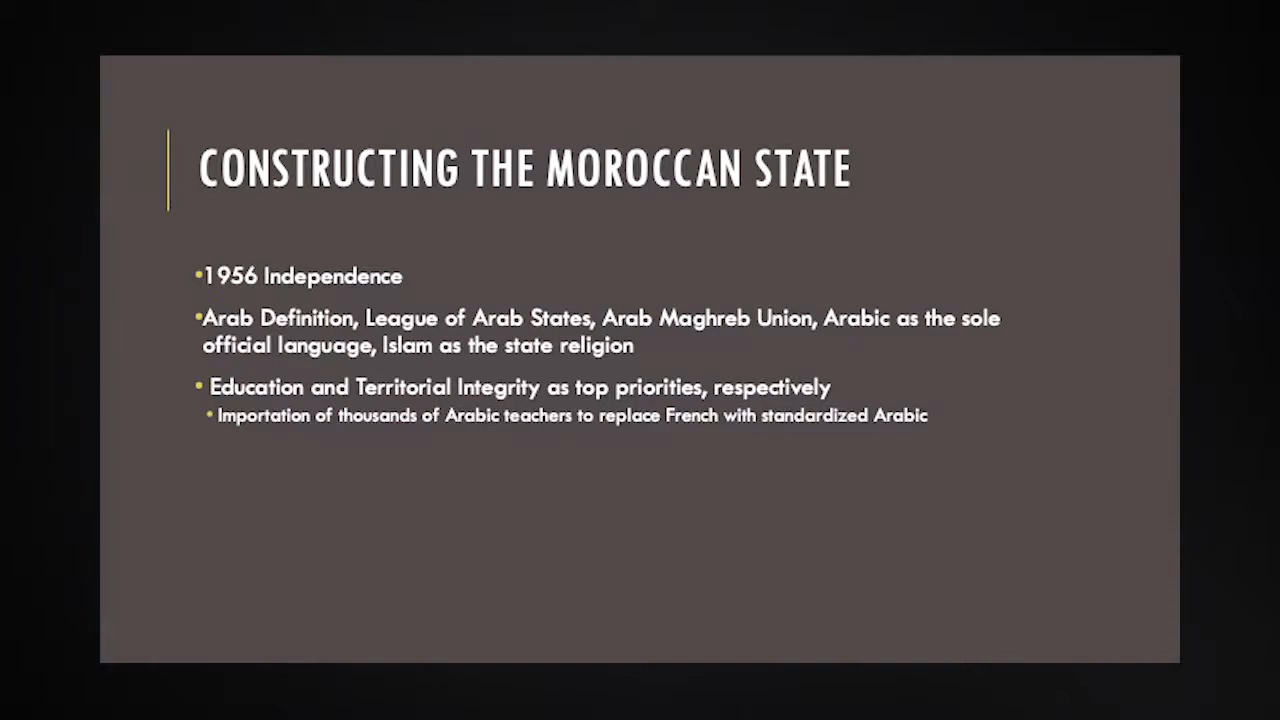 CONSTRUCTING THE MOROCCAN STATE
•1956 Independence
•Arab Definition, League of Arab States, Arab Maghreb Union, Arabic as the sole
official language, Islam as the state religion
• Education and Territorial Integrity as top priorities, respectively
• Importation of thousands of Arabic teachers to replace French with standardized Arabic